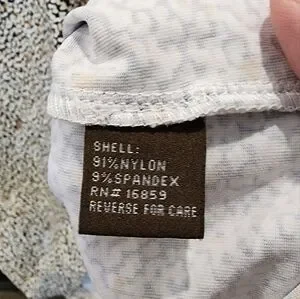 SHELL:
91%NYLON
9%SPANDEX
RN# 16859
REVERSE FOR CARE